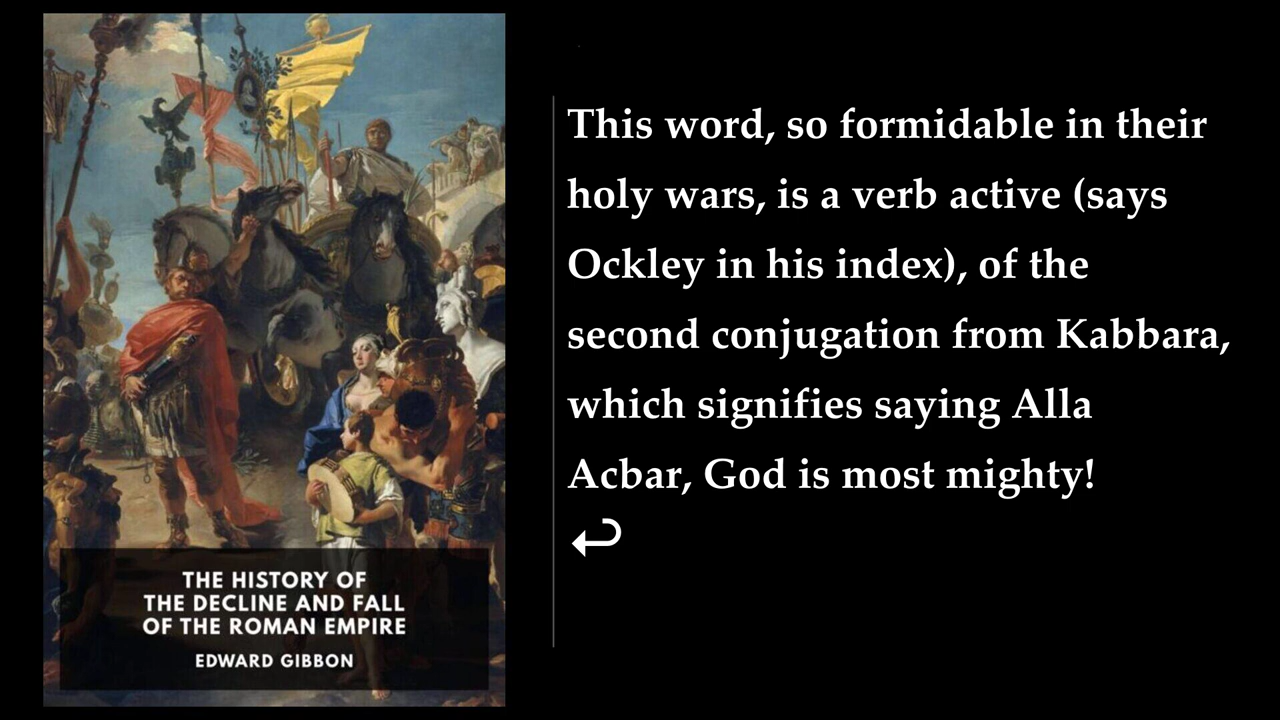 This word, so formidable in their
holy wars, is a verb active (says
Ockley in his index), of the
second conjugation from Kabbara,
which signifies saying Alla
Acbar, God is most mighty!
↩
THE HISTORY OF
THE DECLINE AND FALL
OF THE ROMAN EMPIRE
EDWARD GIBBON